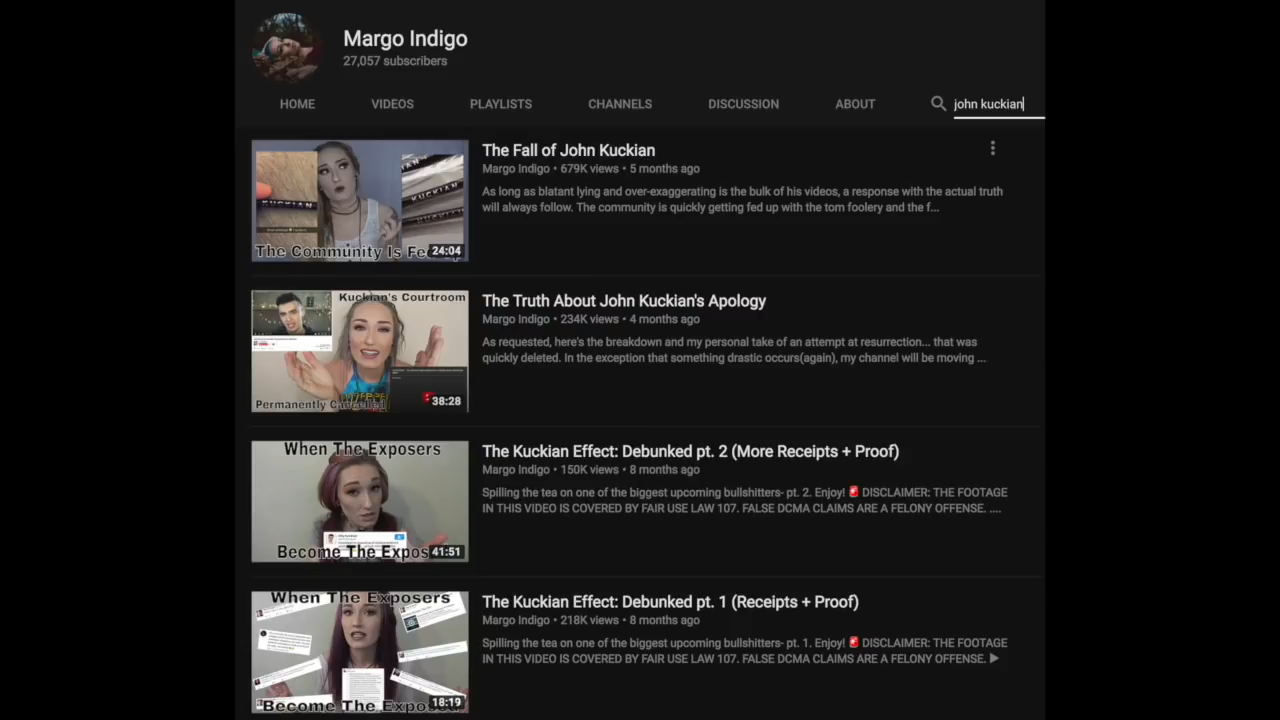 Margo Indigo
27,057 subscribers
HOME VIDEOS PLAYLISTS CHANNELS DISCUSSION ABOUT john kuckian
KUCKIAN
The Community Is Fe
24:04
The Fall of John Kuckian
Margo Indigo • 679K views • 5 months ago
As long as blatant lying and over-exaggerating is the bulk of his videos, a response with the actual truth
will always follow. The community is quickly getting fed up with the tom foolery and the f...
Kuckian's Courtroom
Permanently Cancelled
38:28
The Truth About John Kuckian's Apology
Margo Indigo • 234K views • 4 months ago
As requested, here's the breakdown and my personal take of an attempt at resurrection... that was
quickly deleted. In the exception that something drastic occurs(again), my channel will be moving ...
When The Exposers
Become The Expos
41:51
The Kuckian Effect: Debunked pt. 2 (More Receipts + Proof)
Margo Indigo • 150K views • 8 months ago
Spilling the tea on one of the biggest upcoming bullshitters- pt. 2. Enjoy! 🚨 DISCLAIMER: THE FOOTAGE
IN THIS VIDEO IS COVERED BY FAIR USE LAW 107. FALSE DCMA CLAIMS ARE A FELONY OFFENSE. ....
When The Exposers
Become The Expos
18:19
The Kuckian Effect: Debunked pt. 1 (Receipts + Proof)
Margo Indigo • 218K views • 8 months ago
Spilling the tea on one of the biggest upcoming bullshitters- pt. 1. Enjoy! 🚨 DISCLAIMER: THE FOOTAGE
IN THIS VIDEO IS COVERED BY FAIR USE LAW 107. FALSE DCMA CLAIMS ARE A FELONY OFFENSE. ▶